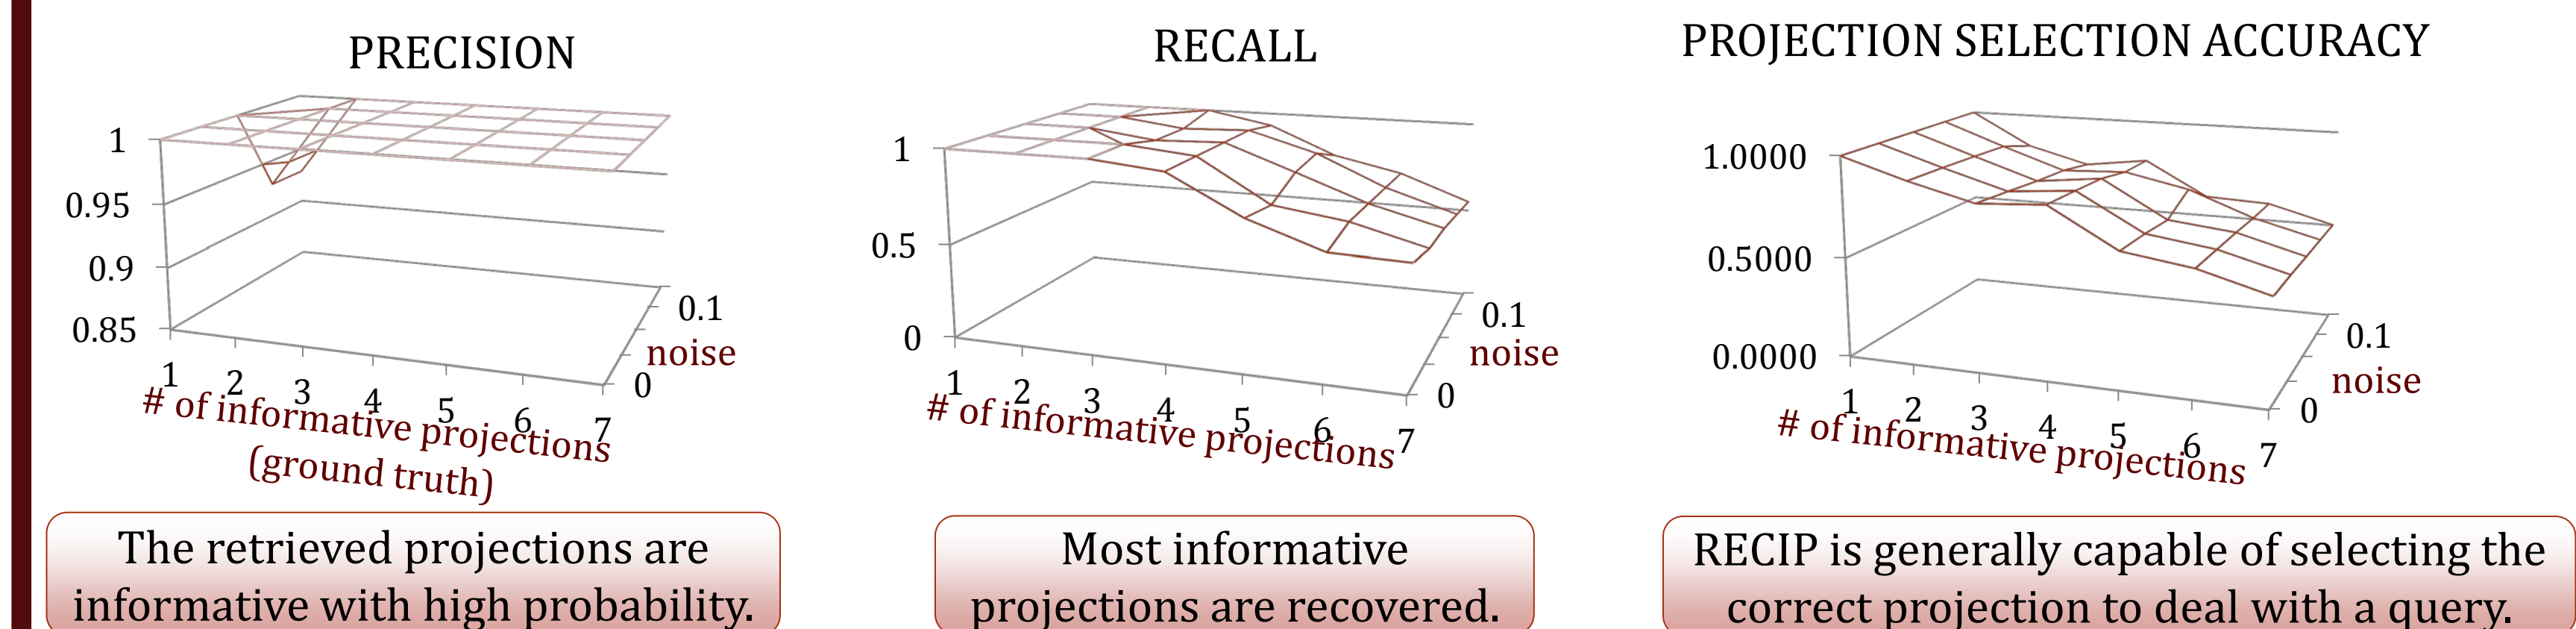 PRECISION
1
0.95
0.9
0.85
1
2
3
4
5
6
7
0
0.1
noise
# of informative projections
(ground truth)
The retrieved projections are
informative with high probability.
RECALL
1
0.5
0
1
2
3
4
5
6
7
0
0.1
noise
# of informative projections
Most informative
projections are recovered.
PROJECTION SELECTION ACCURACY
1.0000
0.5000
0.0000
1
2
3
4
5
6
7
0
0.1
noise
# of informative projections
RECIP is generally capable of selecting the
correct projection to deal with a query.